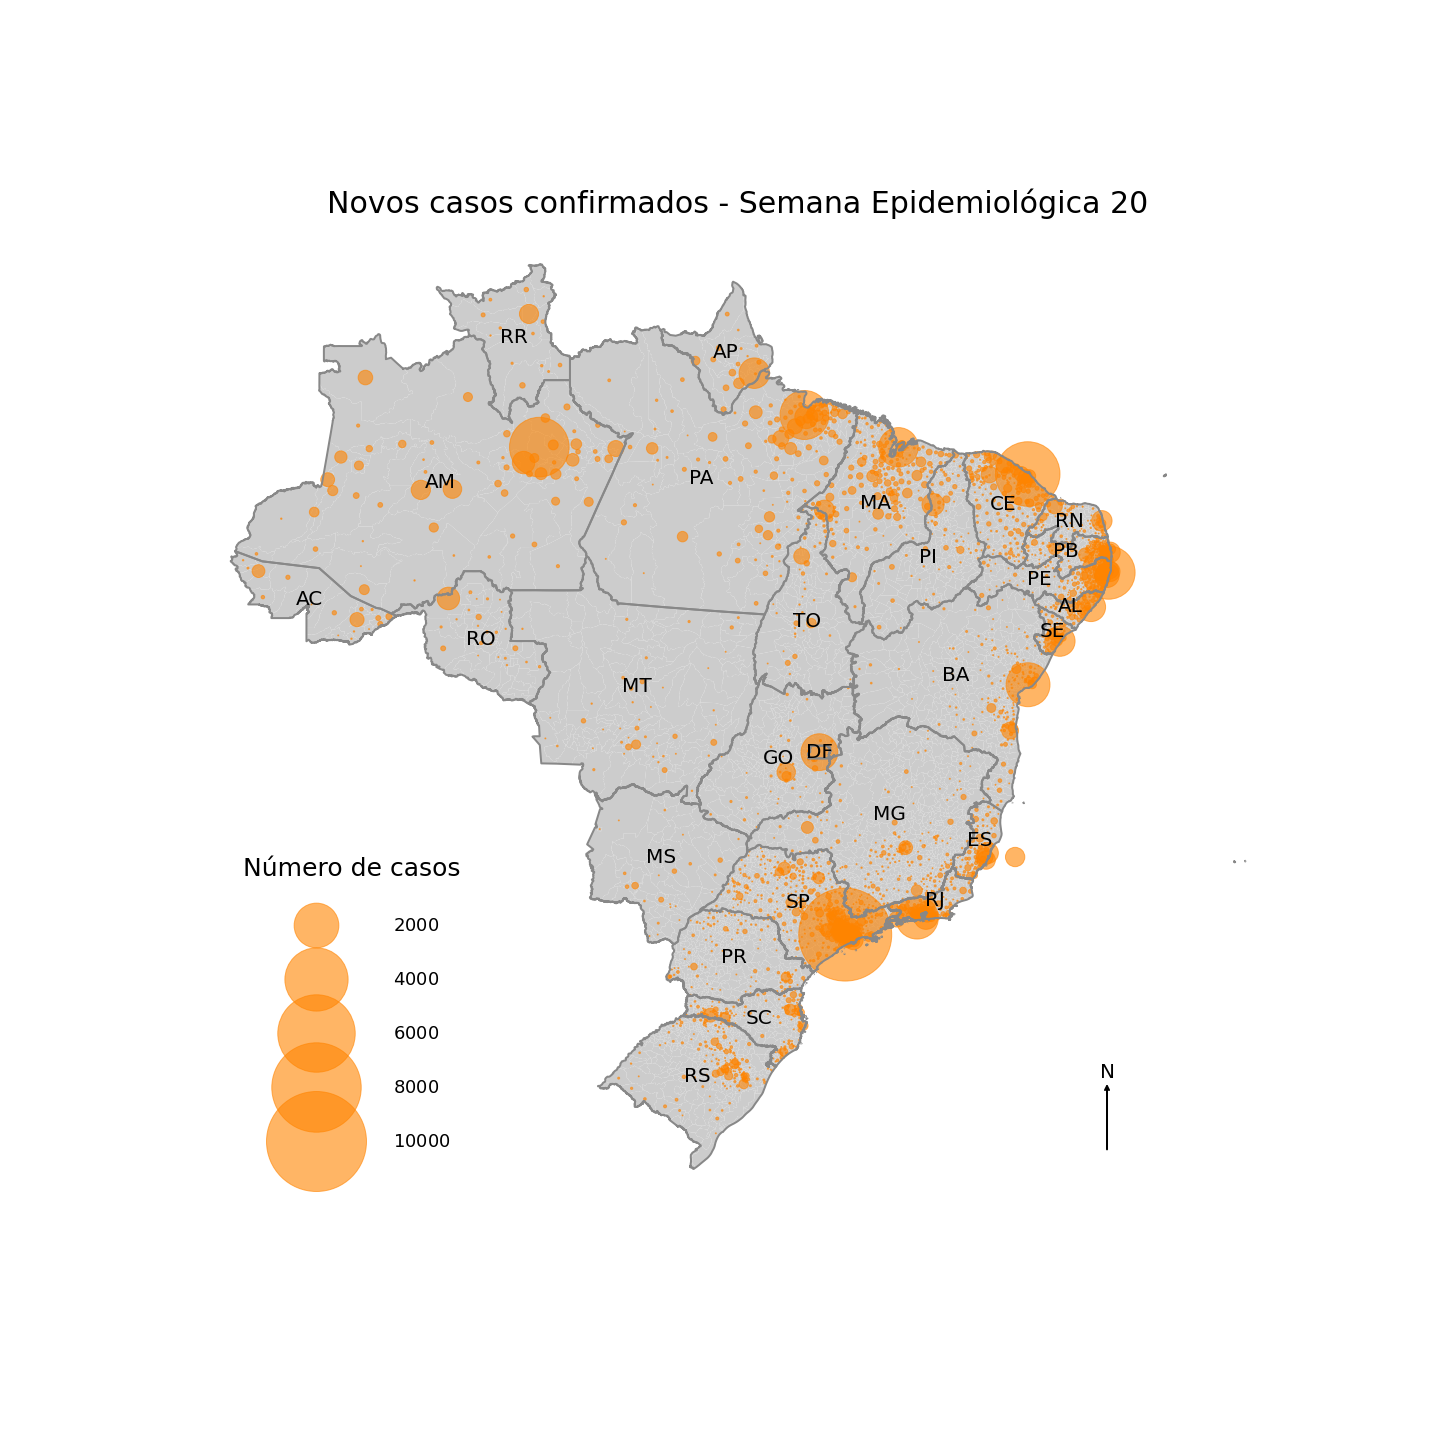 Novos casos confirmados - Semana Epidemiológica 20
RR
AP
AM
PA
MA
CE
RN
PB
PI
PE
AC
AL
TO
SE
RO
BA
MT
DF
GO
MG
ES
MS
SP
RJ
PR
SC
RS
Número de casos
2000
4000
6000
8000
10000
N